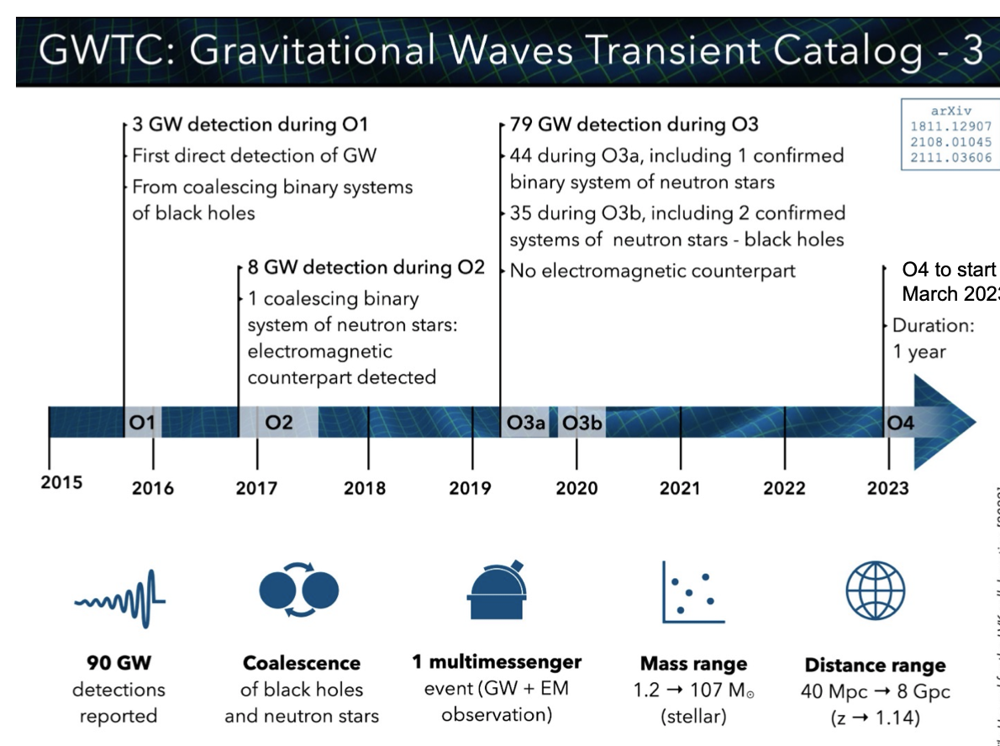 GWTC: Gravitational Waves Transient Catalog - 3
arXiv
1811.12907
2108.01045
2111.03606
3 GW detection during O1
First direct detection of GW
From coalescing binary systems
of black holes
8 GW detection during O2
1 coalescing binary
system of neutron stars:
electromagnetic
counterpart detected
79 GW detection during O3
44 during O3a, including 1 confirmed
binary system of neutron stars
35 during O3b, including 2 confirmed
systems of neutron stars - black holes
No electromagnetic counterpart
O4 to start
March 202
Duration:
1 year
O1 O2 O3a O3b O4
2015 2016 2017 2018 2019 2020 2021 2022 2023
90 GW
detections
reported
Coalescence
of black holes
and neutron stars
1 multimessenger
event (GW + EM
observation)
Mass range
1.2 → 107 M☉
(stellar)
Distance range
40 Mpc → 8 Gpc
(z → 1.14)